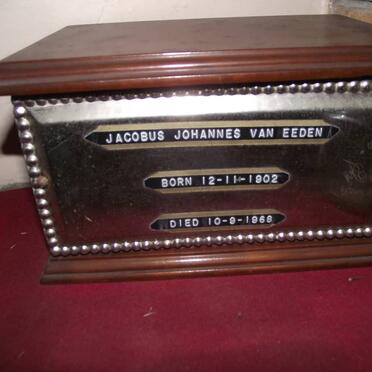 JACOBUS JOHANNES VAN EEDEN
BORN 12-11-1902
DIED 10-9-1968